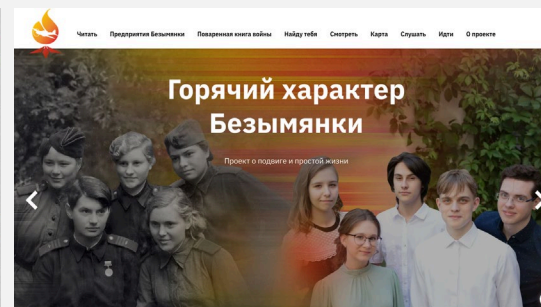 Читать Предприятия Безымянки Поваренная книга войны Найду тебя Смотреть Карта Слушать Идти О проекте
Горячий характер
Безымянки
Проект о подвиге и простой жизни